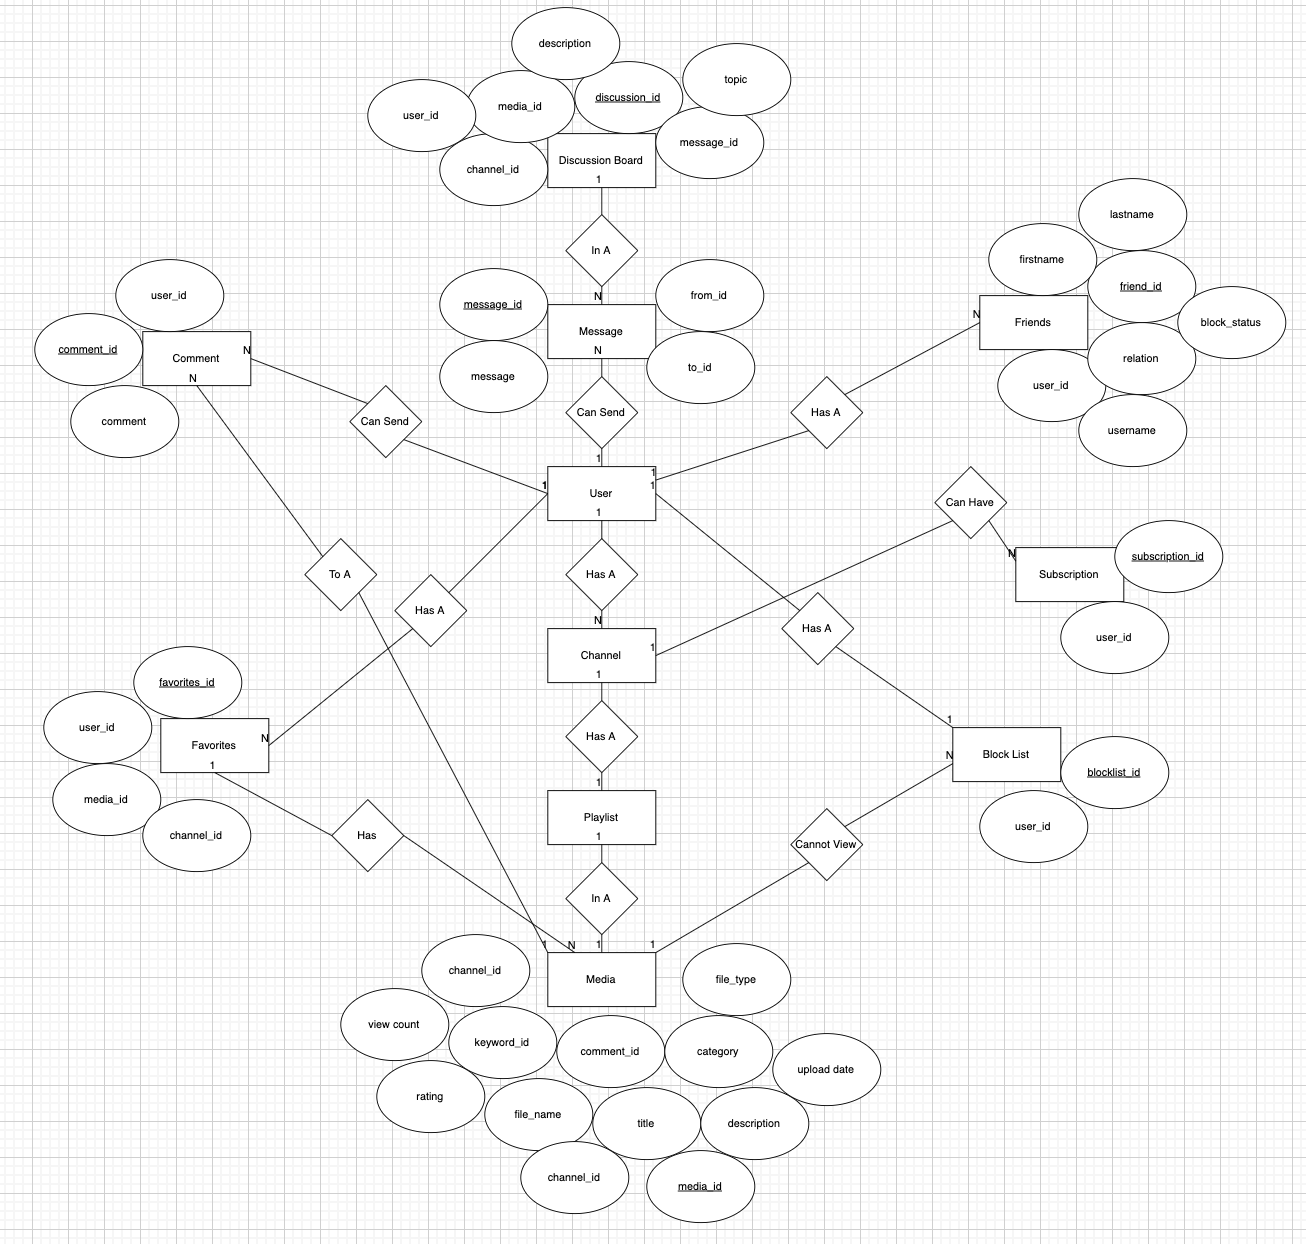 description
topic
discussion_id
media_id
user_id
message_id
channel_id
Discussion Board
1
In A
N
message_id
from_id
Message
N
message
to_id
Can Send
1
lastname
firstname
friend_id
N
Friends
block_status
relation
user_id
username
Has A
1
user_id
comment_id
Comment
N
N
comment
Can Send
1
User
1
1
Can Have
N
Subscription
subscription_id
user_id
To A
Has A
Has A
N
Channel
1
1
Has A
1
Block List
N
blocklist_id
user_id
favorites_id
user_id
Favorites
N
1
media_id
channel_id
Has
Has A
1
Playlist
1
Cannot View
In A
1
N
1
1
Media
channel_id
file_type
view count
keyword_id
comment_id
category
upload date
rating
file_name
title
description
channel_id
media_id